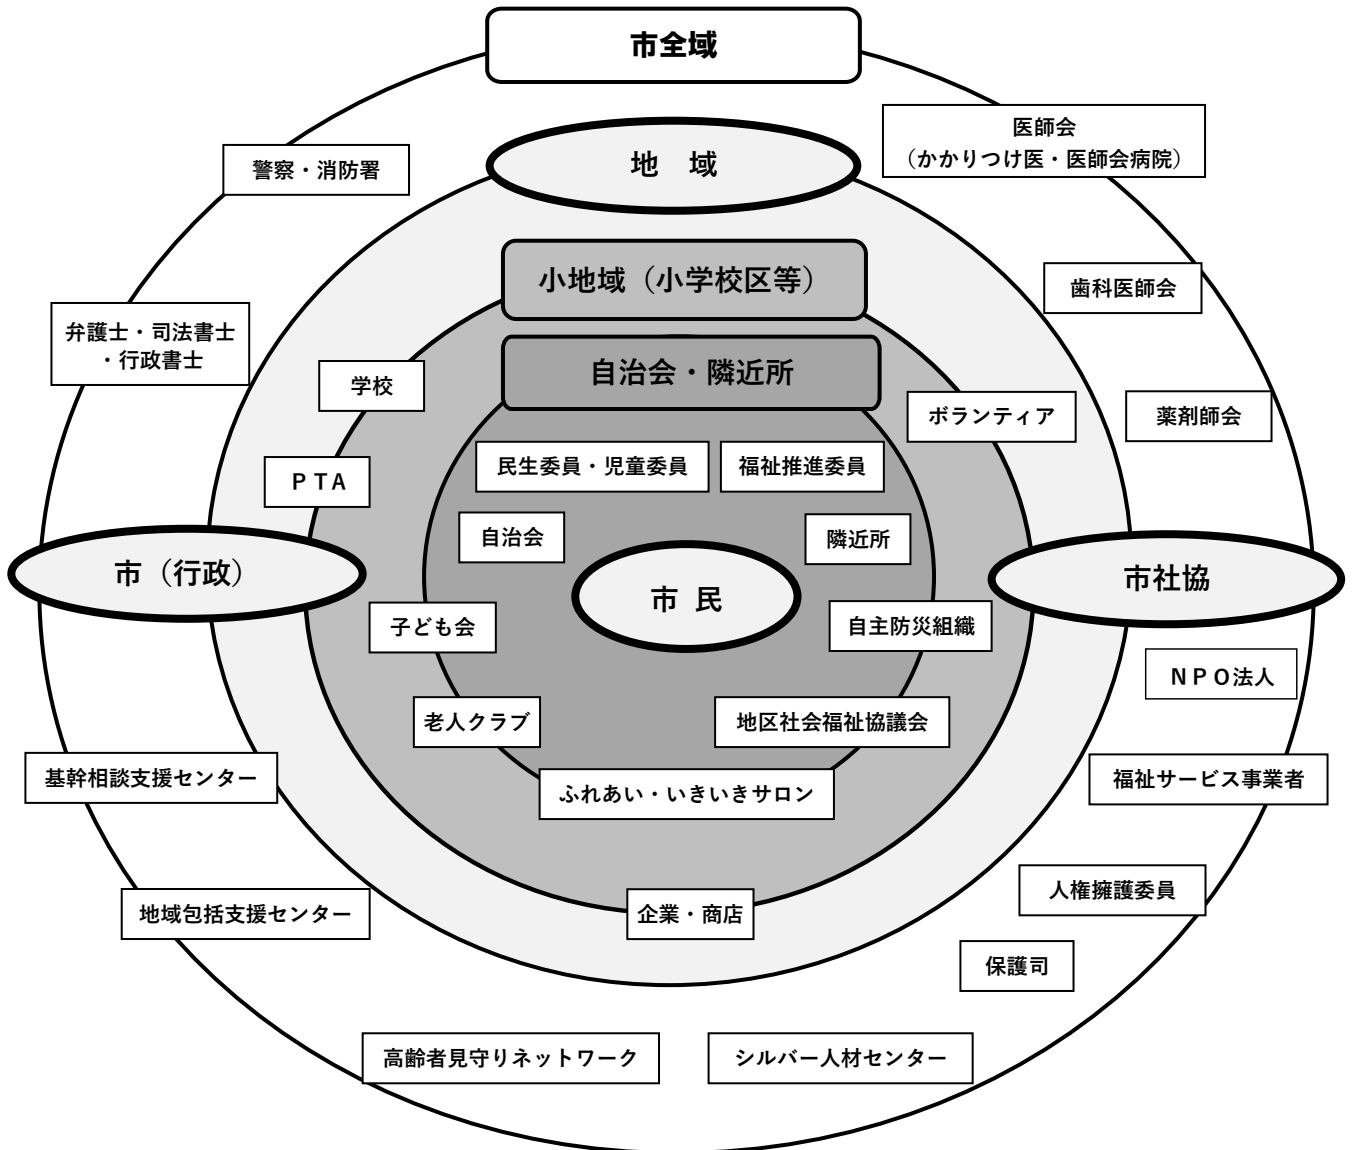 市全域
医師会
（かかりつけ医・医師会病院）
地　域
警察・消防署
小地域（小学校区等）
歯科医師会
弁護士・司法書士
・行政書士
自治会・隣近所
学校
ボランティア
薬剤師会
民生委員・児童委員
福祉推進委員
ＰＴＡ
自治会
隣近所
市（行政）
市 民
市社協
子ども会
自主防災組織
ＮＰＯ法人
老人クラブ
地区社会福祉協議会
基幹相談支援センター
ふれあい・いきいきサロン
福祉サービス事業者
人権擁護委員
地域包括支援センター
企業・商店
保護司
高齢者見守りネットワーク
シルバー人材センター